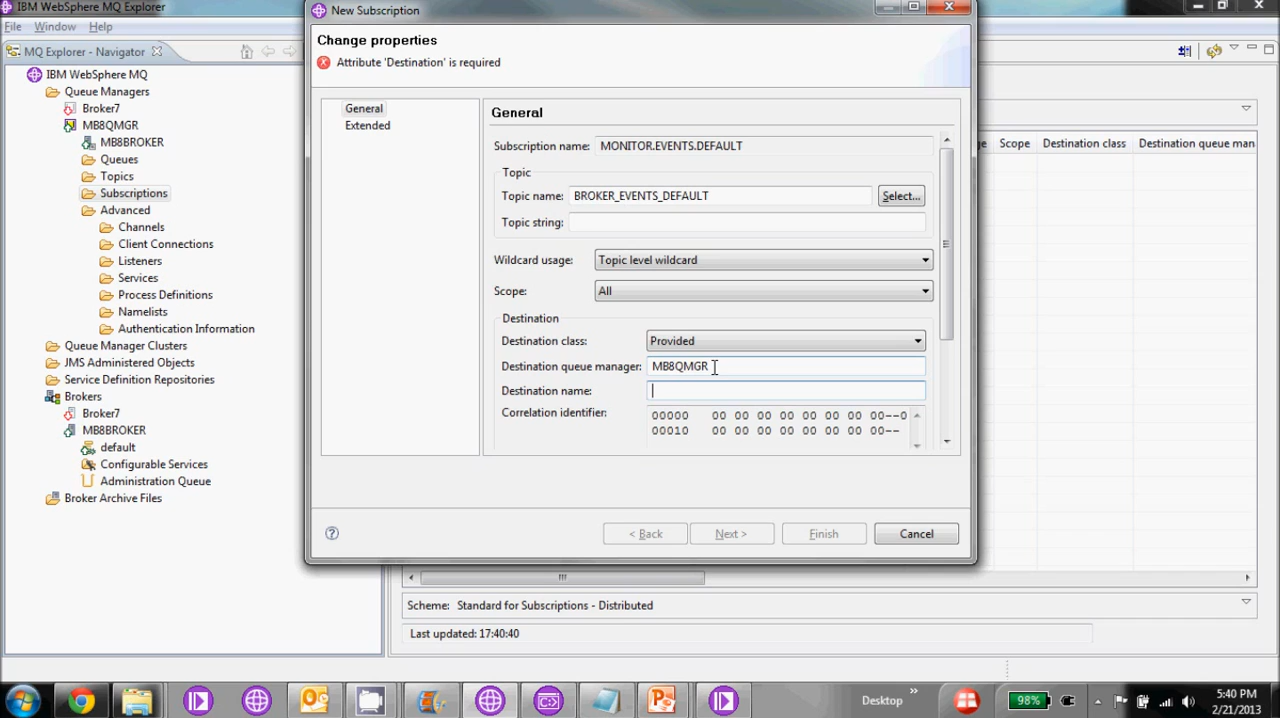 IBM WebSphere MQ Explorer
File Window Help
MQ Explorer - Navigator
IBM WebSphere MQ
Queue Managers
Broker7
MB8QMGR
MB8BROKER
Queues
Topics
Subscriptions
Advanced
Channels
Client Connections
Listeners
Services
Process Definitions
Namelists
Authentication Information
Queue Manager Clusters
JMS Administered Objects
Service Definition Repositories
Brokers
Broker7
MB8BROKER
default
Configurable Services
Administration Queue
Broker Archive Files
New Subscription
Change properties
Attribute 'Destination' is required
General
Extended
General
Subscription name: MONITOR.EVENTS.DEFAULT
Topic
Topic name: BROKER_EVENTS_DEFAULT Select...
Topic string:
Wildcard usage: Topic level wildcard
Scope: All
Destination
Destination class: Provided
Destination queue manager: MB8QMGR
Destination name:
Correlation identifier: 00000 00 00 00 00 00 00 00 00--0
00010 00 00 00 00 00 00 00 00--
< Back Next > Finish Cancel
Scope Destination class Destination queue man
Scheme: Standard for Subscriptions - Distributed
Last updated: 17:40:40
Desktop
98%
5:40 PM
2/21/2013